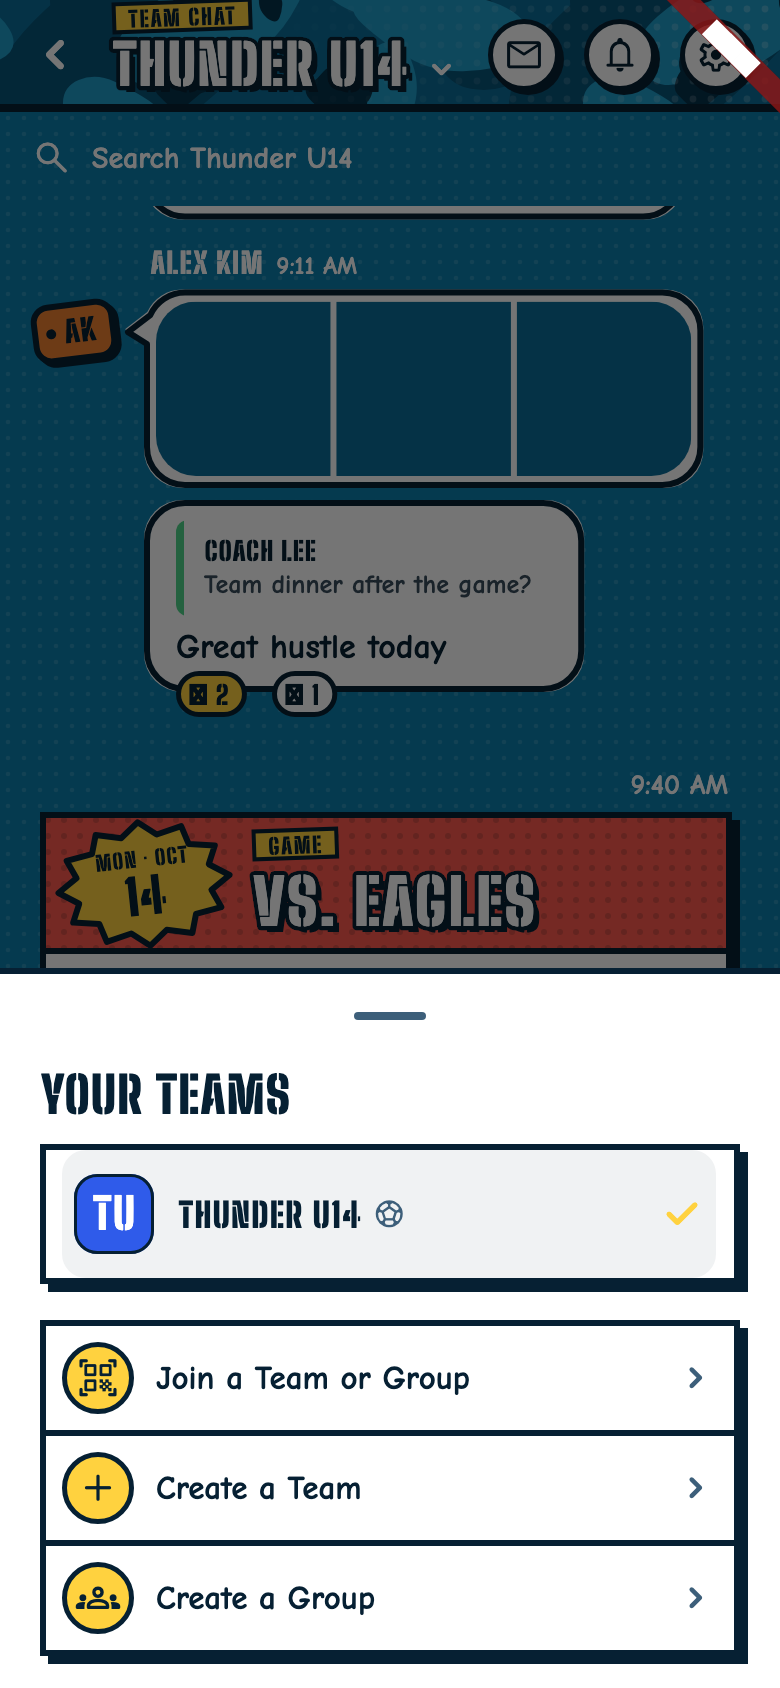 TEAM CHAT
THUNDER U14
Search Thunder U14
ALEX KIM 9:11 AM
AK
COACH LEE
Team dinner after the game?
Great hustle today
2
1
9:40 AM
MON · OCT
14
GAME
VS. EAGLES
YOUR TEAMS
TU
THUNDER U14
Join a Team or Group
Create a Team
Create a Group